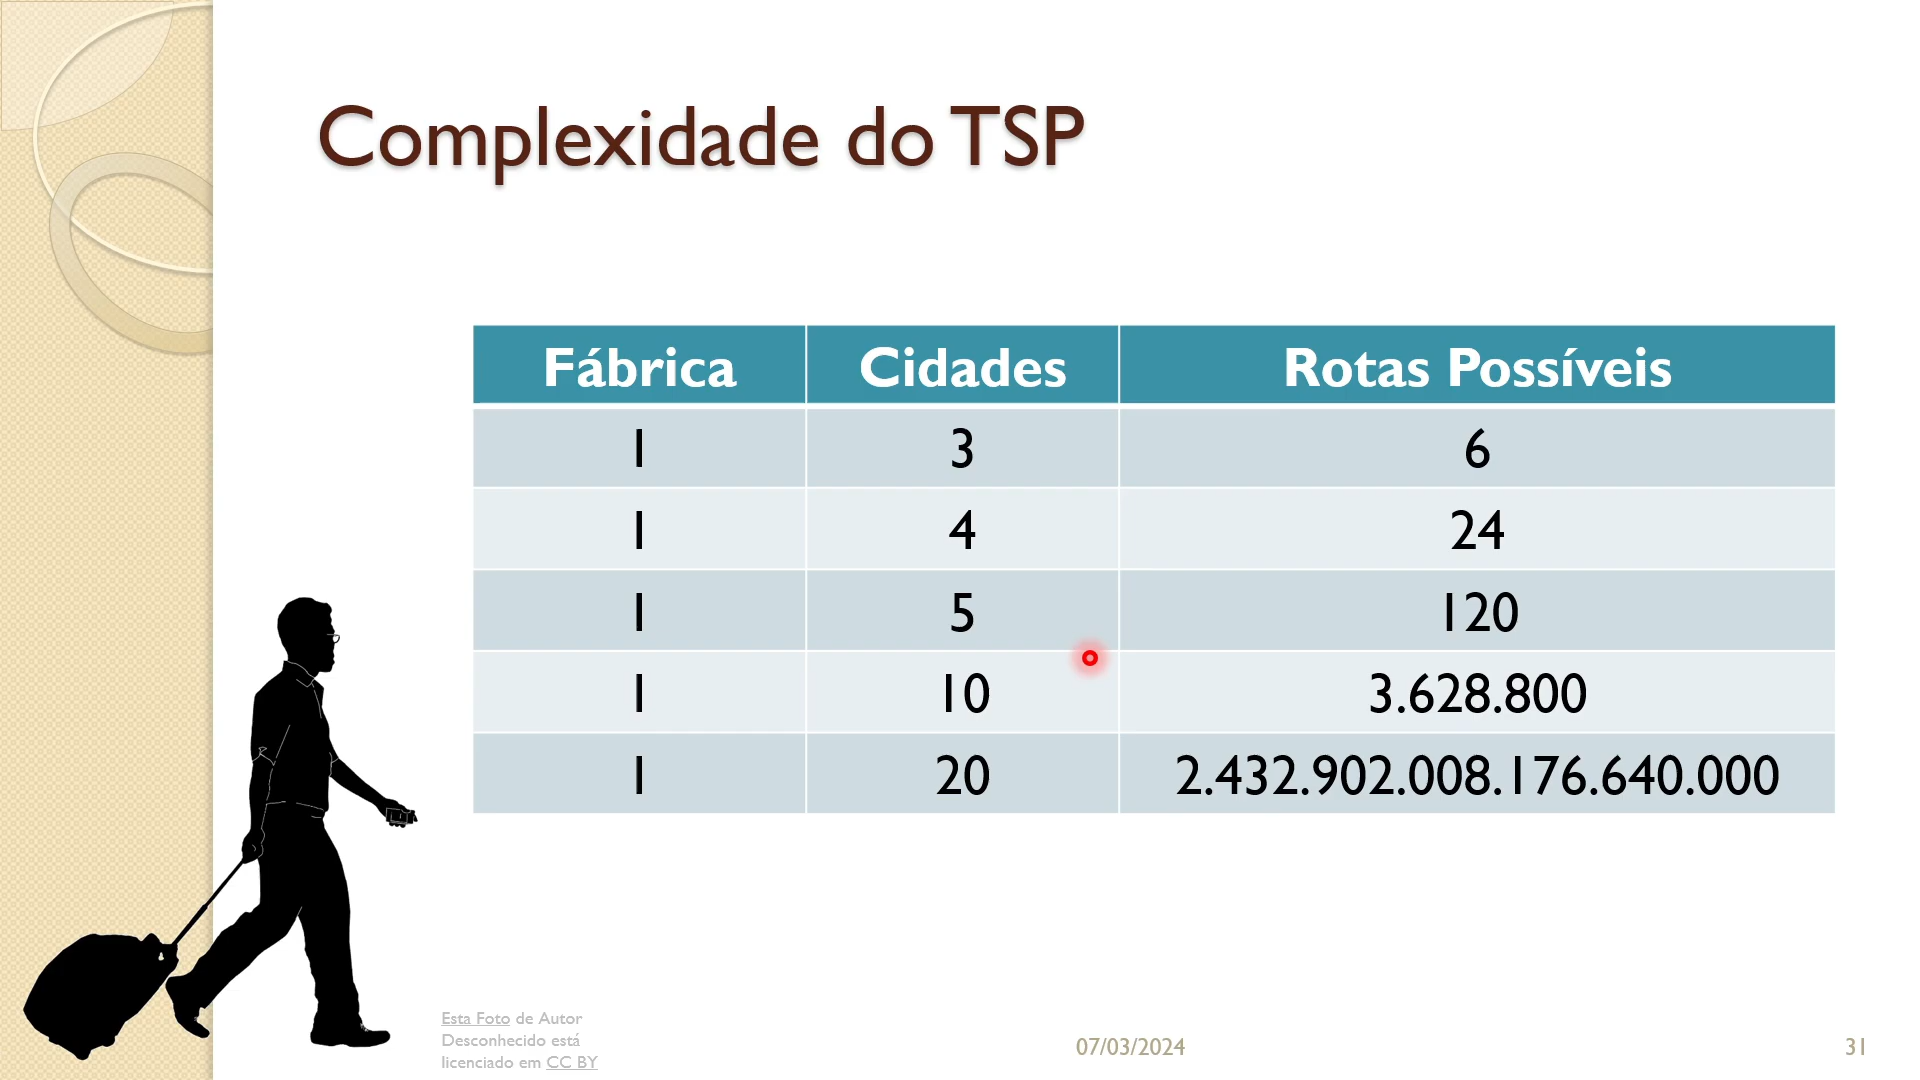 Complexidade do TSP
Fábrica Cidades Rotas Possíveis
1 3 6
1 4 24
1 5 120
1 10 3.628.800
1 20 2.432.902.008.176.640.000
Esta Foto de Autor
Desconhecido está
licenciado em CC BY
07/03/2024
31